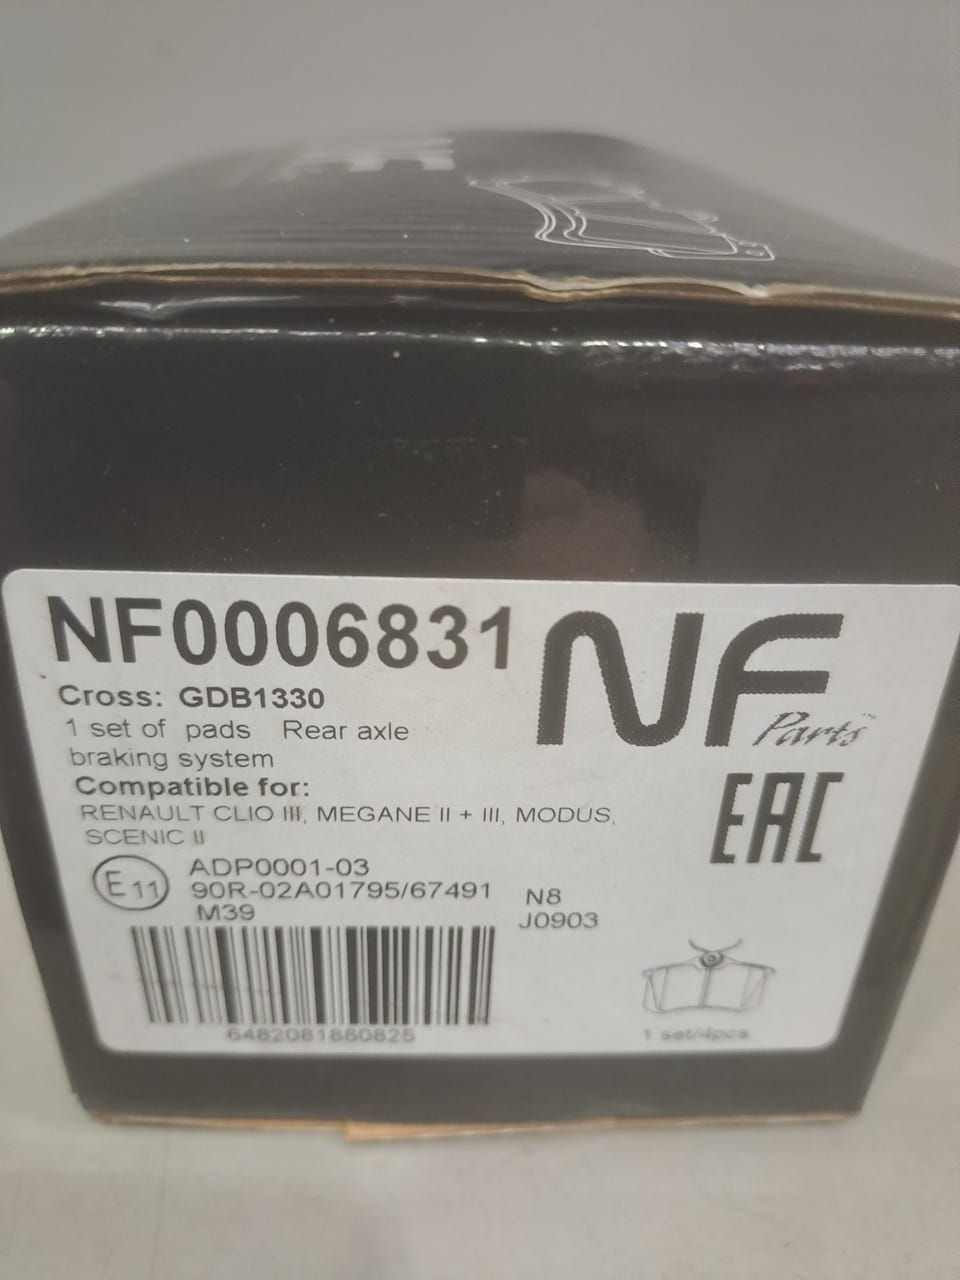 NF
NF0006831
NF
Parts
Cross: GDB1330
1 set of pads Rear axle
braking system
Compatible for:
RENAULT CLIO III, MEGANE II + III, MODUS,
SCENIC II
EAC
E11
ADP0001-03
90R-02A01795/67491
M39
N8
J0903
6482081880825
1 set/4pcs